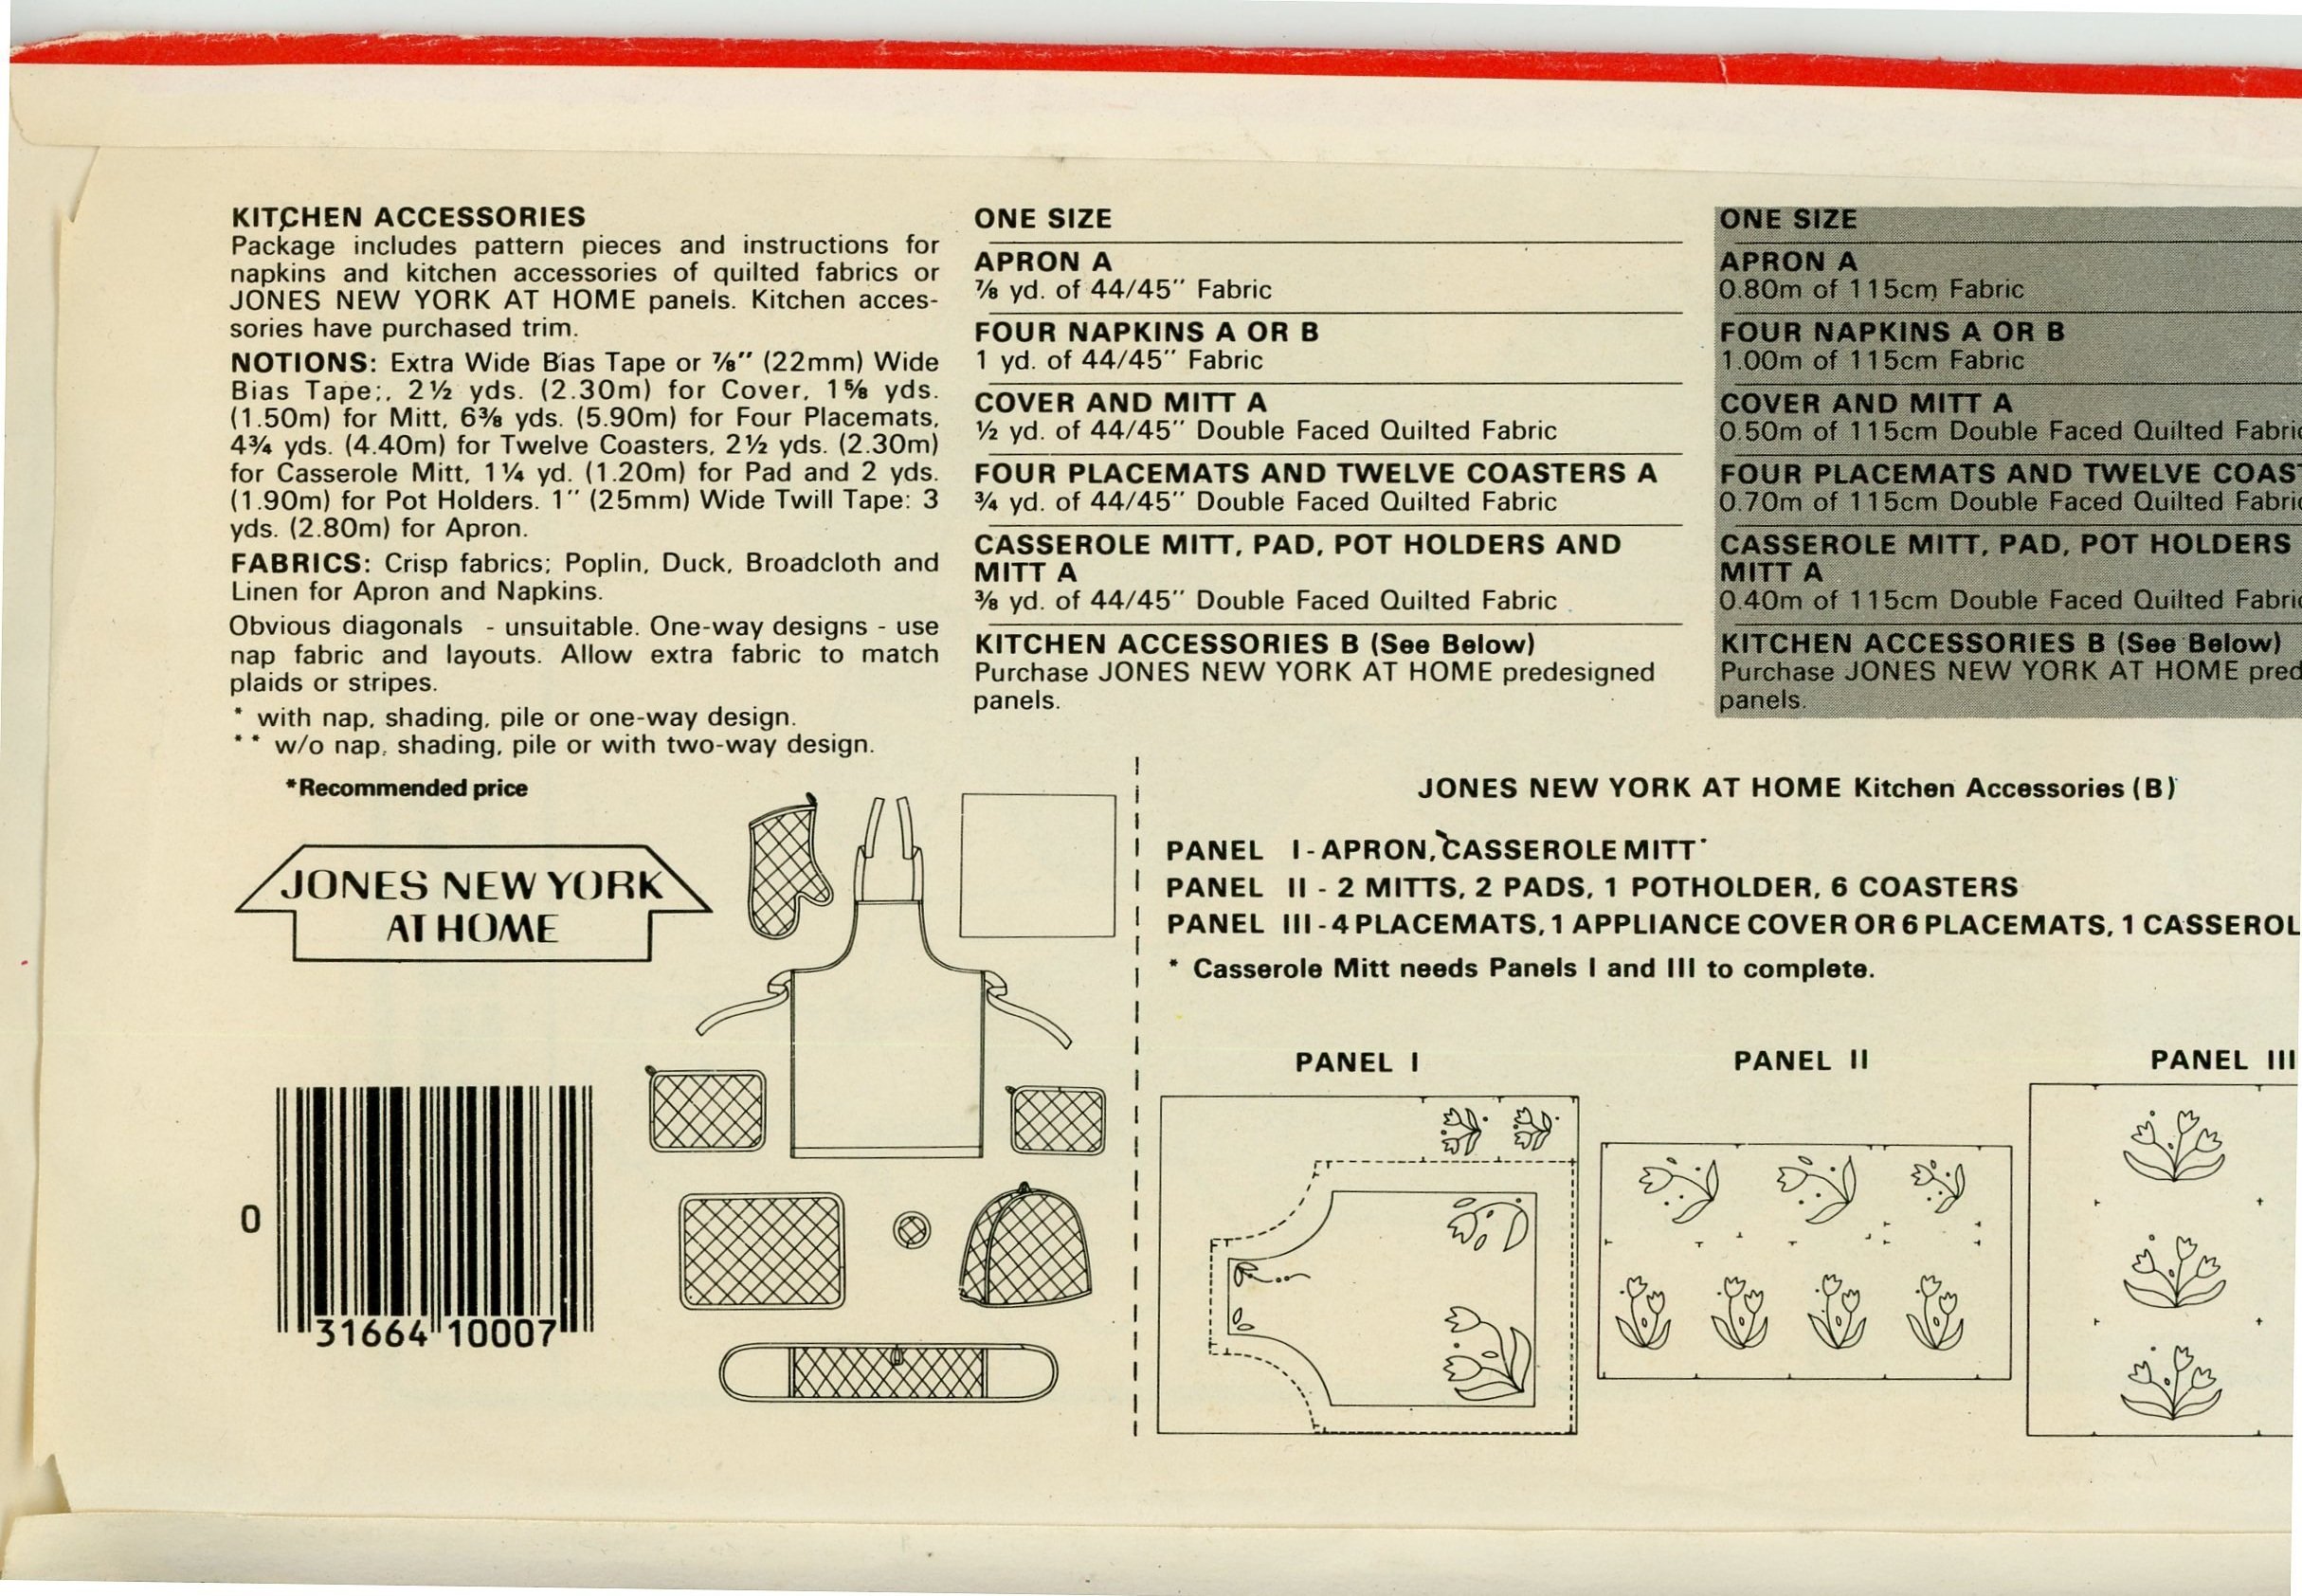 KITCHEN ACCESSORIES
Package includes pattern pieces and instructions for
napkins and kitchen accessories of quilted fabrics or
JONES NEW YORK AT HOME panels. Kitchen acces-
sories have purchased trim.
NOTIONS: Extra Wide Bias Tape or ⅞" (22mm) Wide
Bias Tape;, 2½ yds. (2.30m) for Cover, 1⅝ yds.
(1.50m) for Mitt, 6⅜ yds. (5.90m) for Four Placemats,
4¾ yds. (4.40m) for Twelve Coasters, 2½ yds. (2.30m)
for Casserole Mitt, 1¼ yd. (1.20m) for Pad and 2 yds.
(1.90m) for Pot Holders. 1" (25mm) Wide Twill Tape: 3
yds. (2.80m) for Apron.
FABRICS: Crisp fabrics; Poplin, Duck, Broadcloth and
Linen for Apron and Napkins.
Obvious diagonals - unsuitable. One-way designs - use
nap fabric and layouts. Allow extra fabric to match
plaids or stripes.
* with nap, shading, pile or one-way design.
** w/o nap, shading, pile or with two-way design.
*Recommended price
JONES NEW YORK
AT HOME
0
31664 10007
ONE SIZE
APRON A
⅞ yd. of 44/45" Fabric
FOUR NAPKINS A OR B
1 yd. of 44/45" Fabric
COVER AND MITT A
½ yd. of 44/45" Double Faced Quilted Fabric
FOUR PLACEMATS AND TWELVE COASTERS A
¾ yd. of 44/45" Double Faced Quilted Fabric
CASSEROLE MITT, PAD, POT HOLDERS AND
MITT A
⅜ yd. of 44/45" Double Faced Quilted Fabric
KITCHEN ACCESSORIES B (See Below)
Purchase JONES NEW YORK AT HOME predesigned
panels.
ONE SIZE
APRON A
0.80m of 115cm Fabric
FOUR NAPKINS A OR B
1.00m of 115cm Fabric
COVER AND MITT A
0.50m of 115cm Double Faced Quilted Fabric
FOUR PLACEMATS AND TWELVE COAST
0.70m of 115cm Double Faced Quilted Fabric
CASSEROLE MITT, PAD, POT HOLDERS
MITT A
0.40m of 115cm Double Faced Quilted Fabric
KITCHEN ACCESSORIES B (See Below)
Purchase JONES NEW YORK AT HOME pred
panels.
JONES NEW YORK AT HOME Kitchen Accessories (B)
PANEL I - APRON, CASSEROLE MITT*
PANEL II - 2 MITTS, 2 PADS, 1 POTHOLDER, 6 COASTERS
PANEL III - 4 PLACEMATS, 1 APPLIANCE COVER OR 6 PLACEMATS, 1 CASSEROL
* Casserole Mitt needs Panels I and III to complete.
PANEL I
PANEL II
PANEL III